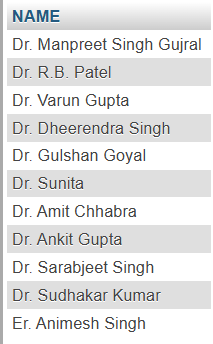 NAME
Dr. Manpreet Singh Gujral
Dr. R.B. Patel
Dr. Varun Gupta
Dr. Dheerendra Singh
Dr. Gulshan Goyal
Dr. Sunita
Dr. Amit Chhabra
Dr. Ankit Gupta
Dr. Sarabjeet Singh
Dr. Sudhakar Kumar
Er. Animesh Singh